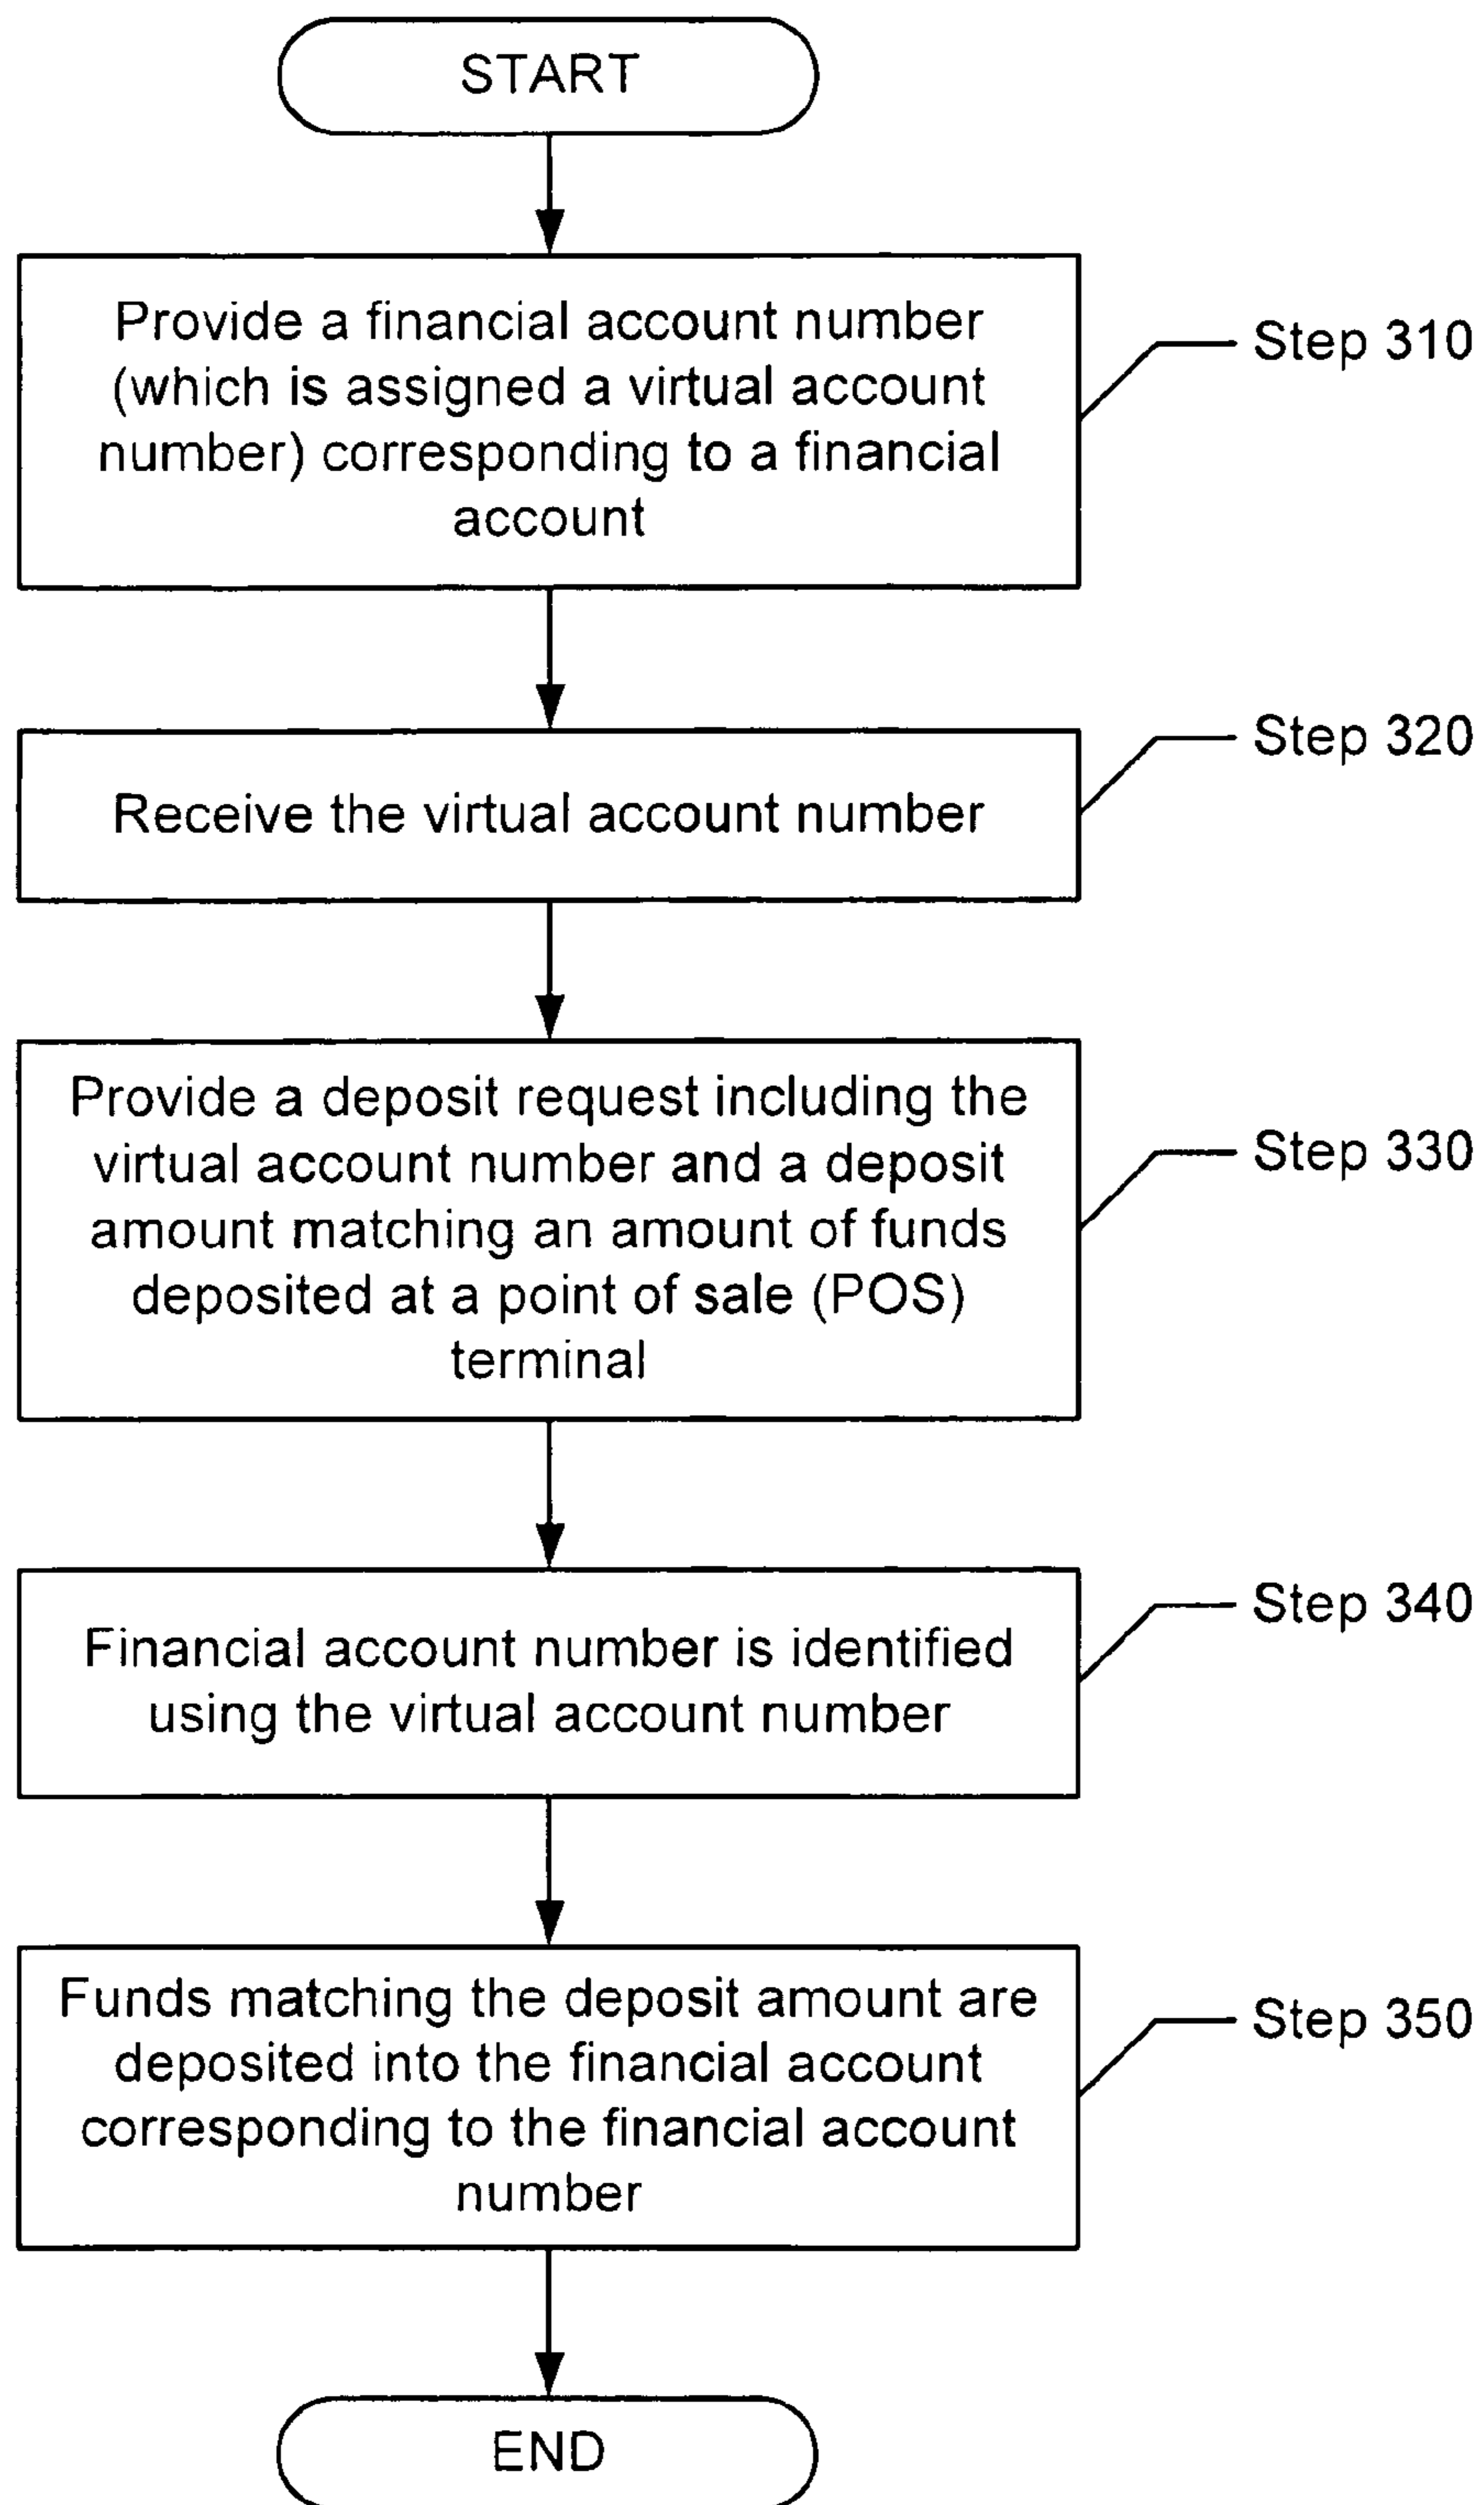 START
Provide a financial account number
(which is assigned a virtual account
number) corresponding to a financial
account
Step 310
Receive the virtual account number
Step 320
Provide a deposit request including the
virtual account number and a deposit
amount matching an amount of funds
deposited at a point of sale (POS)
terminal
Step 330
Financial account number is identified
using the virtual account number
Step 340
Funds matching the deposit amount are
deposited into the financial account
corresponding to the financial account
number
Step 350
END